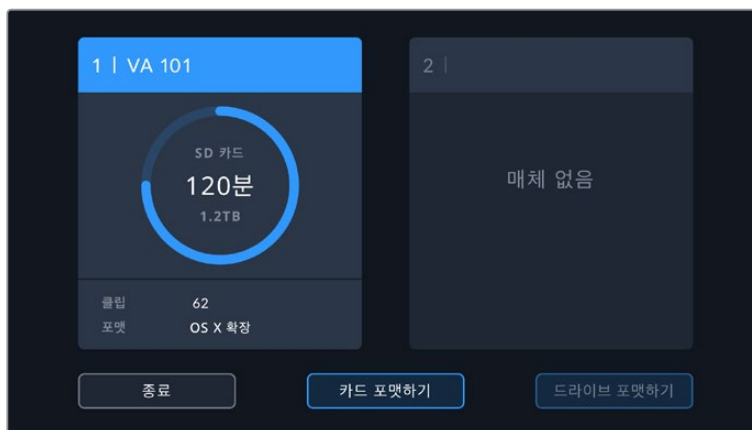 1 | VA 101
SD 카드
120분
1.2TB
클립 62
포맷 OS X 확장
2 |
매체 없음
종료
카드 포맷하기
드라이브 포맷하기